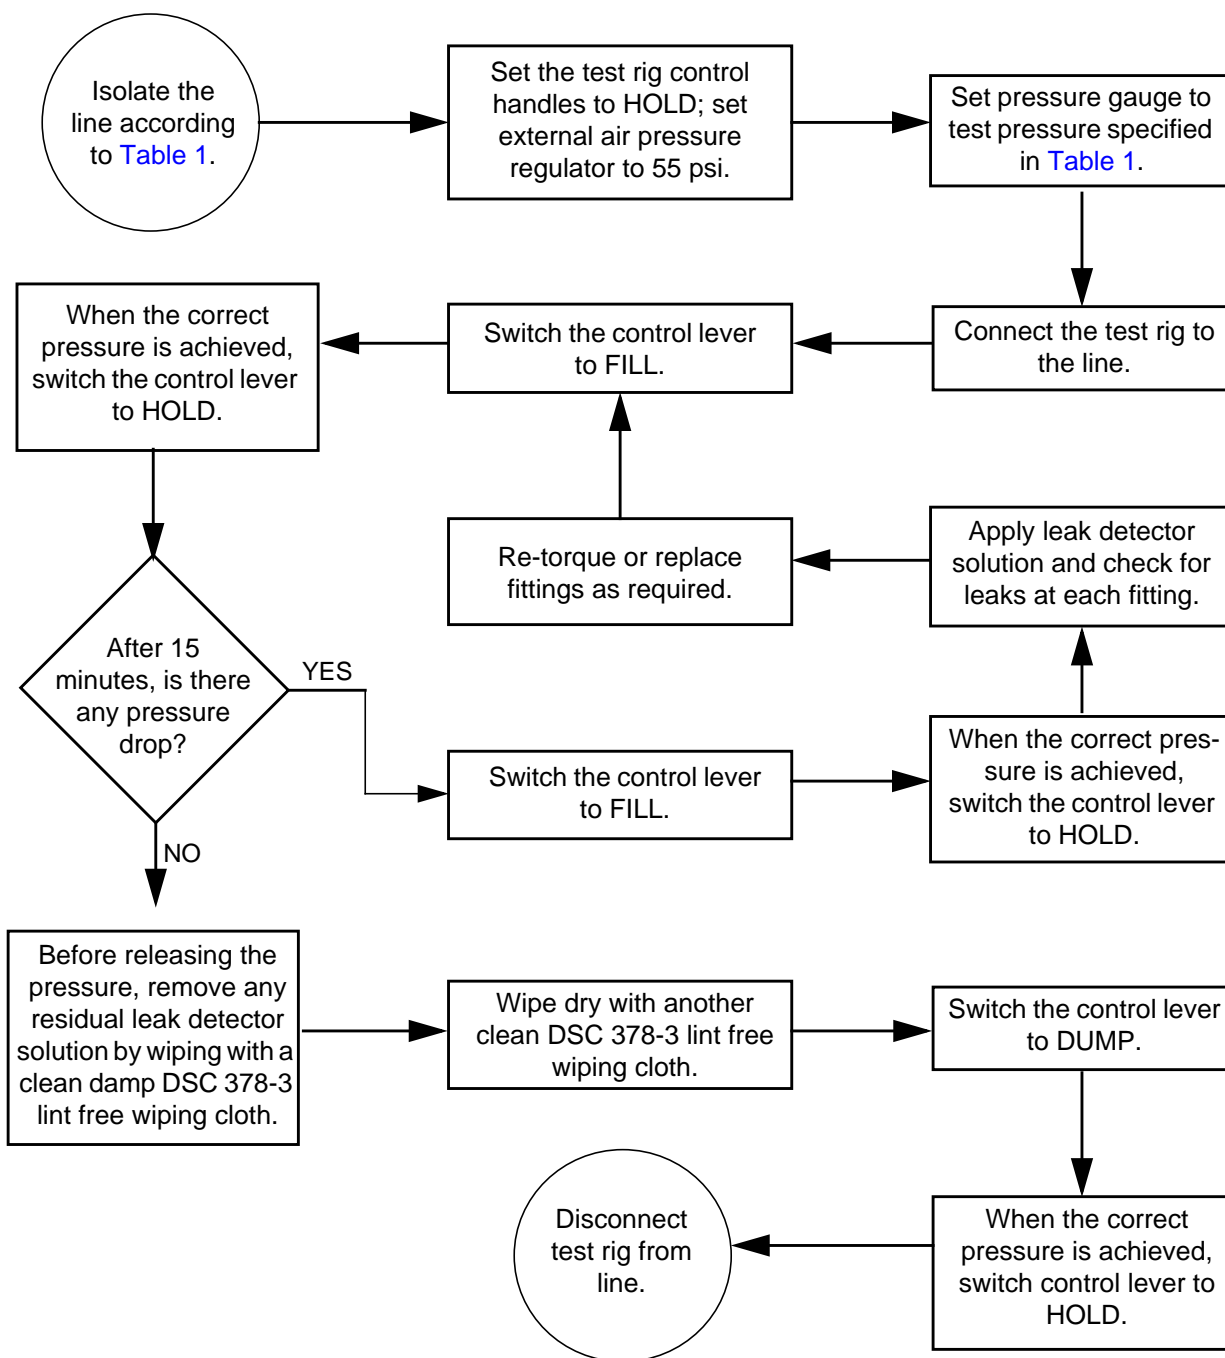 Isolate the
line according
to Table 1.
Set the test rig control
handles to HOLD; set
external air pressure
regulator to 55 psi.
Set pressure gauge to
test pressure specified
in Table 1.
Connect the test rig to
the line.
Switch the control lever
to FILL.
When the correct
pressure is achieved,
switch the control lever
to HOLD.
After 15
minutes, is there
any pressure
drop?
YES
Switch the control lever
to FILL.
When the correct pres-
sure is achieved,
switch the control lever
to HOLD.
Apply leak detector
solution and check for
leaks at each fitting.
Re-torque or replace
fittings as required.
NO
Before releasing the
pressure, remove any
residual leak detector
solution by wiping with a
clean damp DSC 378-3
lint free wiping cloth.
Wipe dry with another
clean DSC 378-3 lint free
wiping cloth.
Switch the control lever
to DUMP.
When the correct
pressure is achieved,
switch control lever to
HOLD.
Disconnect
test rig from
line.